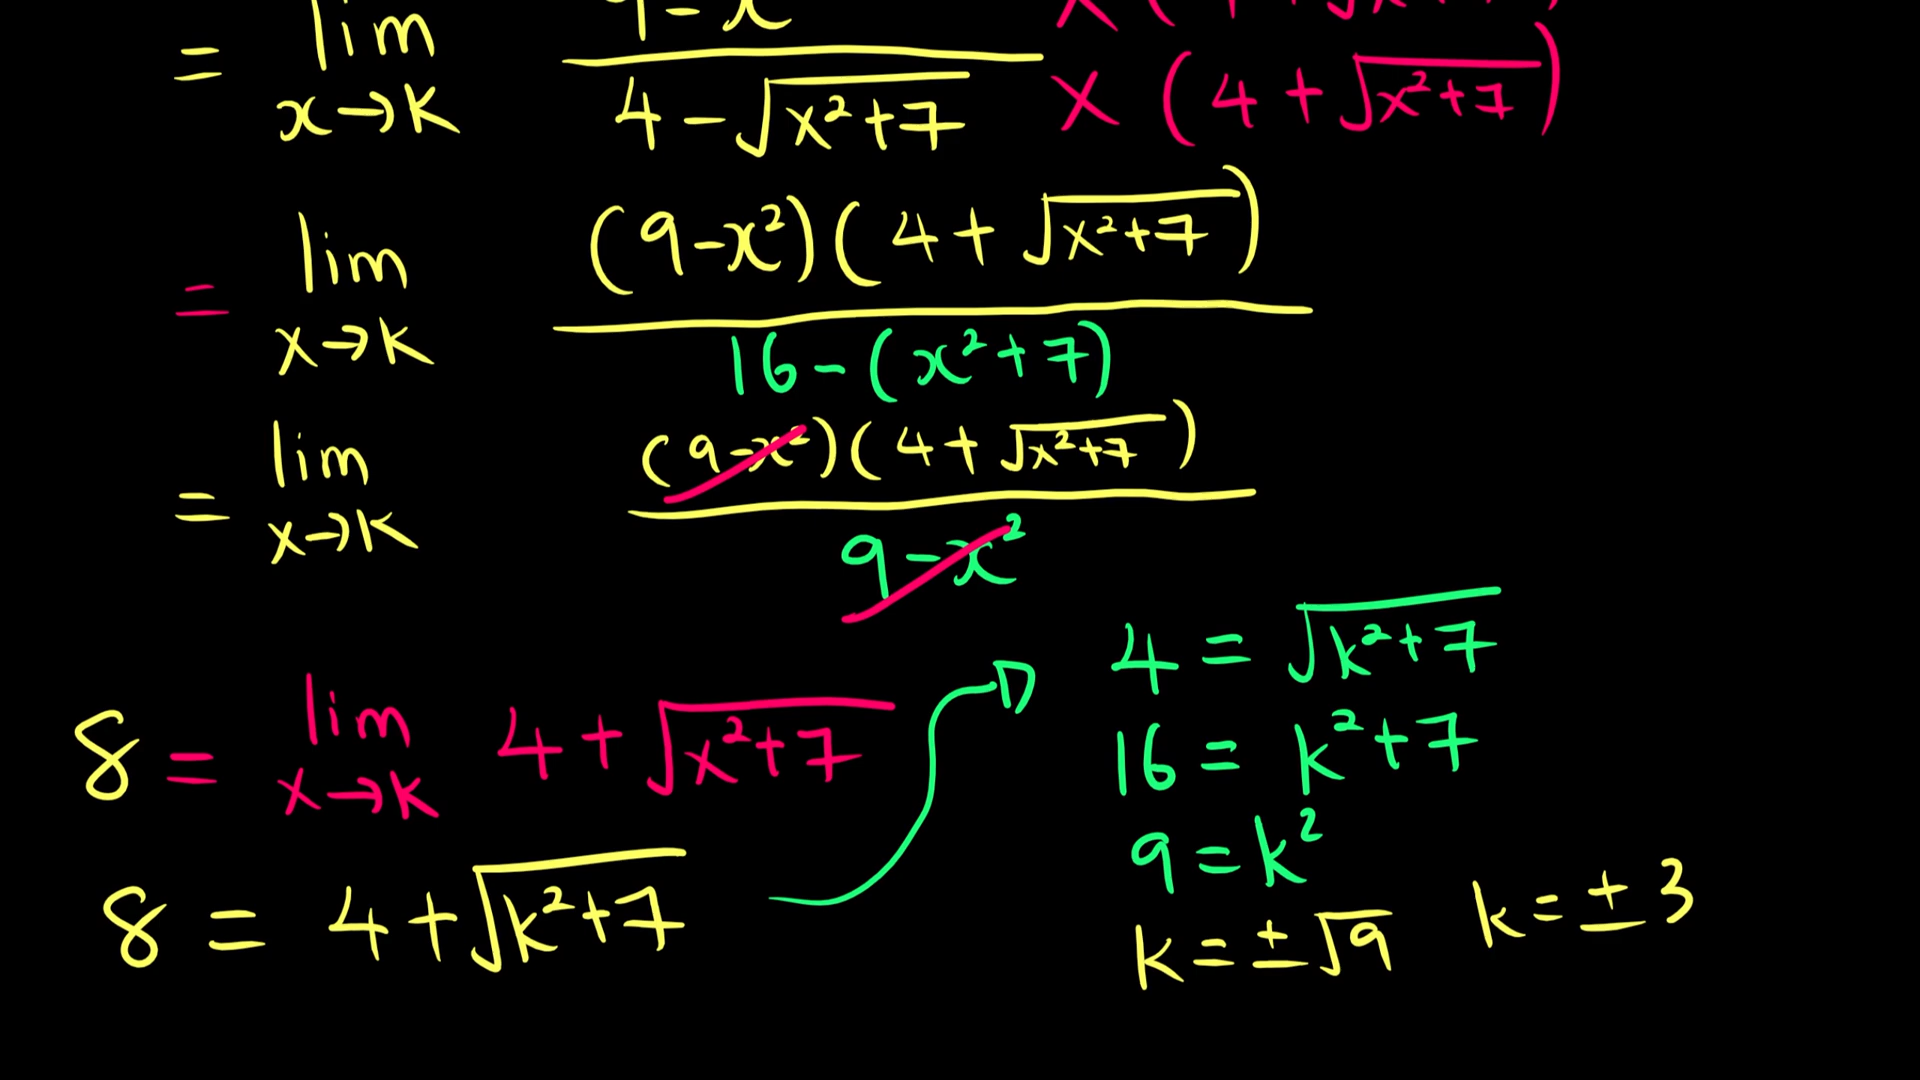 = lim 9 - x
x→k 4 - √x²+7 × (4 + √x²+7)
= lim (9-x²)(4+√x²+7)
x→k 16 - (x²+7)
= lim (9-x²)(4+√x²+7)
x→k 9-x²
8 = lim 4+√x²+7
x→k
8 = 4+√k²+7
4 = √k²+7
16 = k²+7
9 = k²
k = ±√9 k = ±3